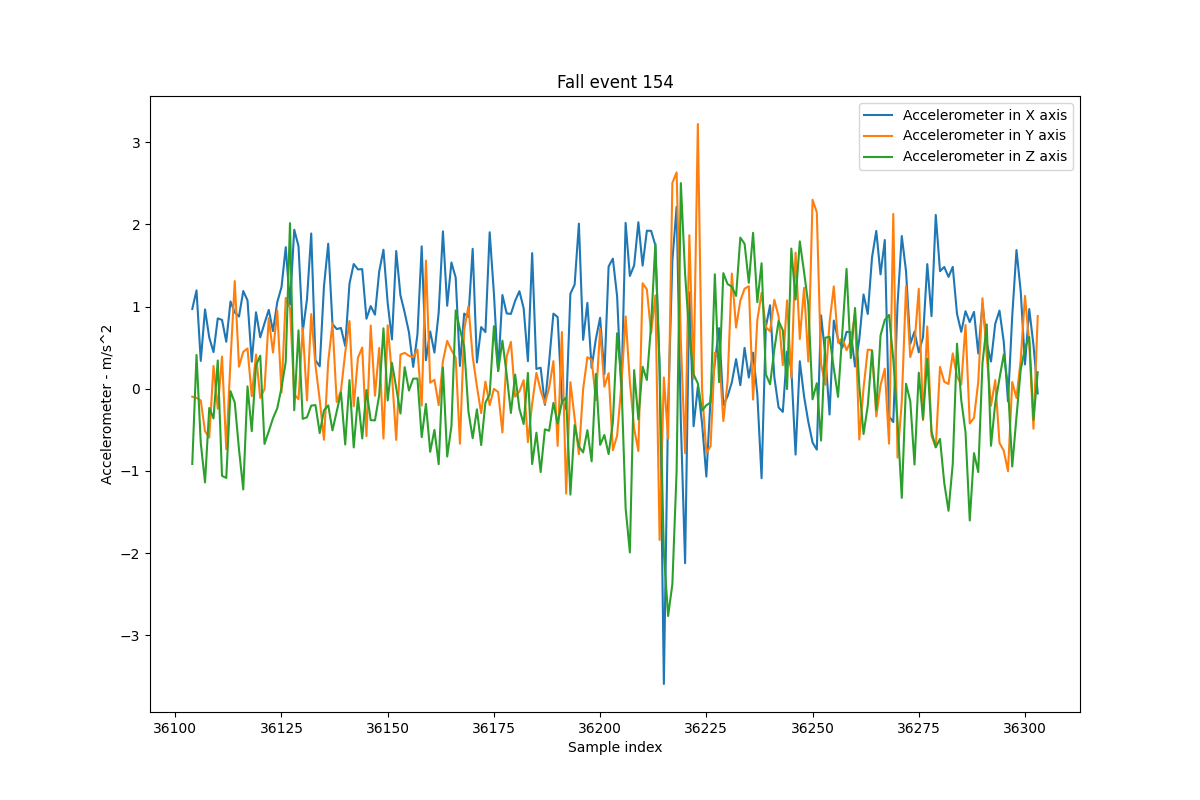 Fall event 154
Accelerometer in X axis
Accelerometer in Y axis
Accelerometer in Z axis
Accelerometer - m/s^2
3
2
1
0
−1
−2
−3
36100 36125 36150 36175 36200 36225 36250 36275 36300
Sample index